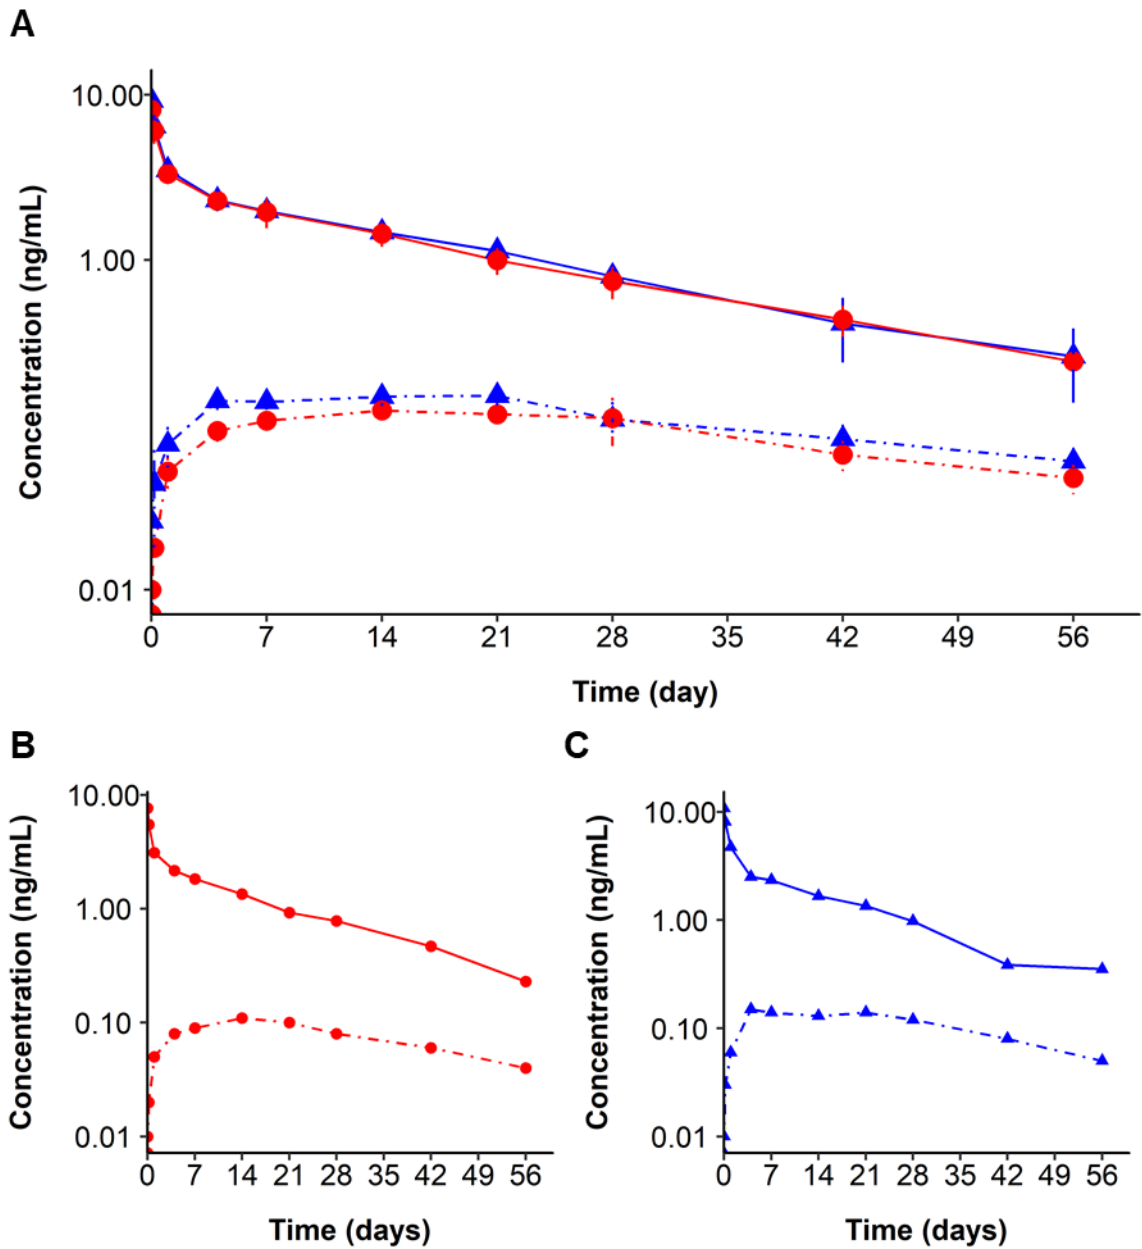 A
Concentration (ng/mL)
10.00
1.00
0.01
0 7 14 21 28 35 42 49 56
Time (day)
B
Concentration (ng/mL)
10.00
1.00
0.10
0.01
0 7 14 21 28 35 42 49 56
Time (days)
C
Concentration (ng/mL)
10.00
1.00
0.10
0.01
0 7 14 21 28 35 42 49 56
Time (days)